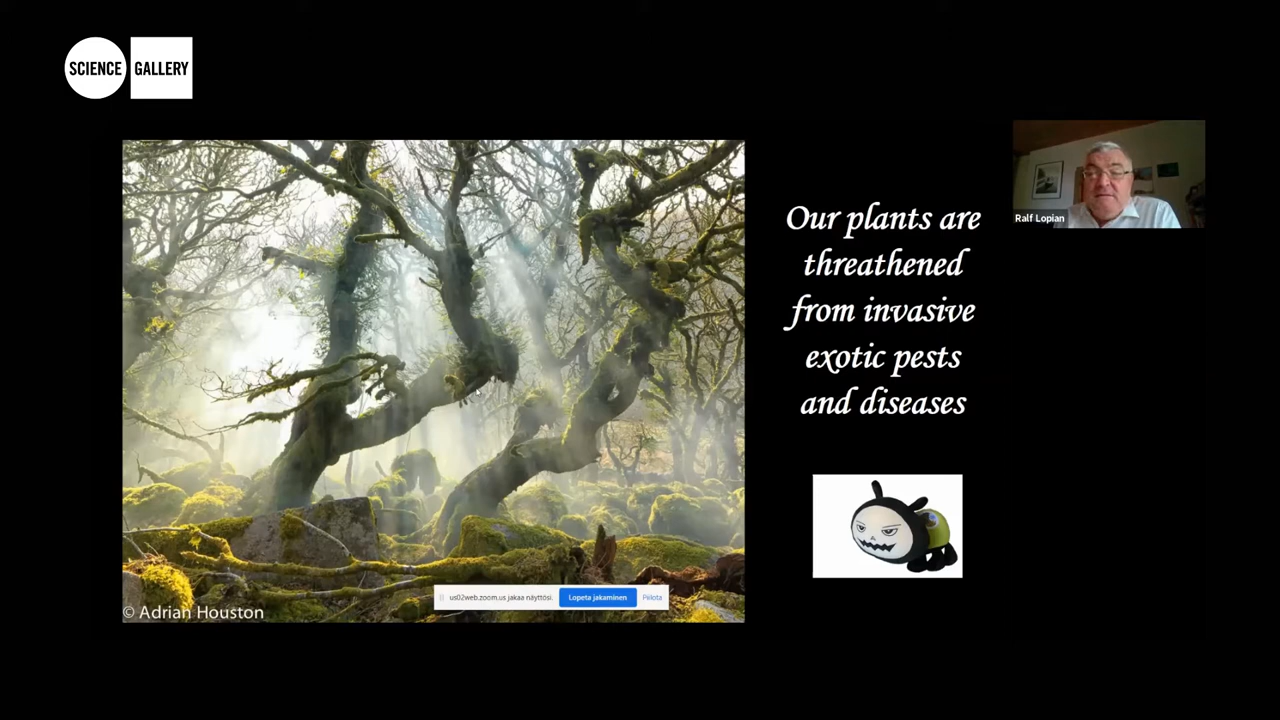 SCIENCE GALLERY
Ralf Lopian
Our plants are
threathened
from invasive
exotic pests
and diseases
us02web.zoom.us jakaa näyttösi. Lopeta jakaminen Piilota
© Adrian Houston